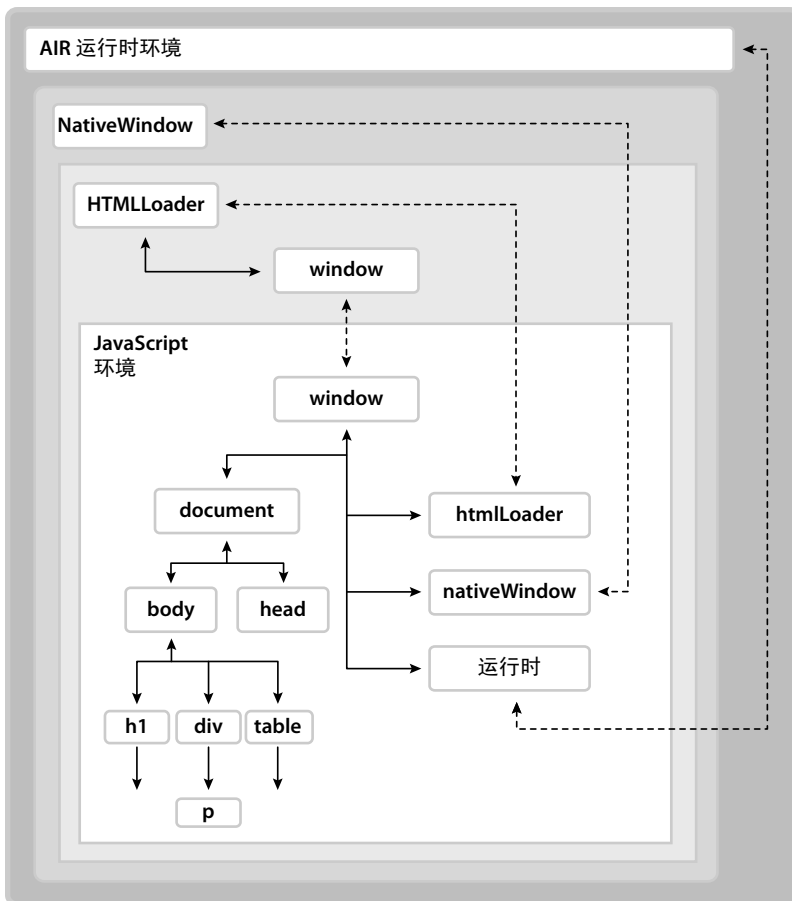 AIR 运行时环境
NativeWindow
HTMLLoader
window
JavaScript
环境
window
document
htmlLoader
body
head
nativeWindow
运行时
h1
div
table
p